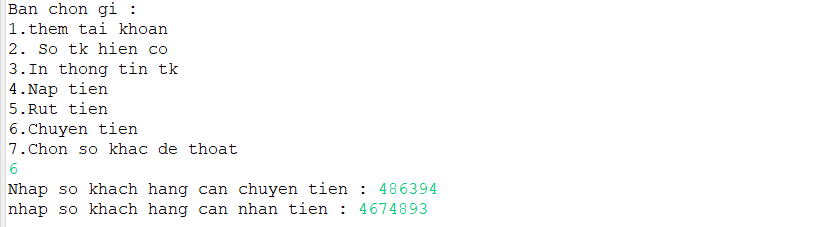 Ban chon gi :
1.them tai khoan
2. So tk hien co
3.In thong tin tk
4.Nap tien
5.Rut tien
6.Chuyen tien
7.Chon so khac de thoat
6
Nhap so khach hang can chuyen tien : 486394
nhap so khach hang can nhan tien : 4674893